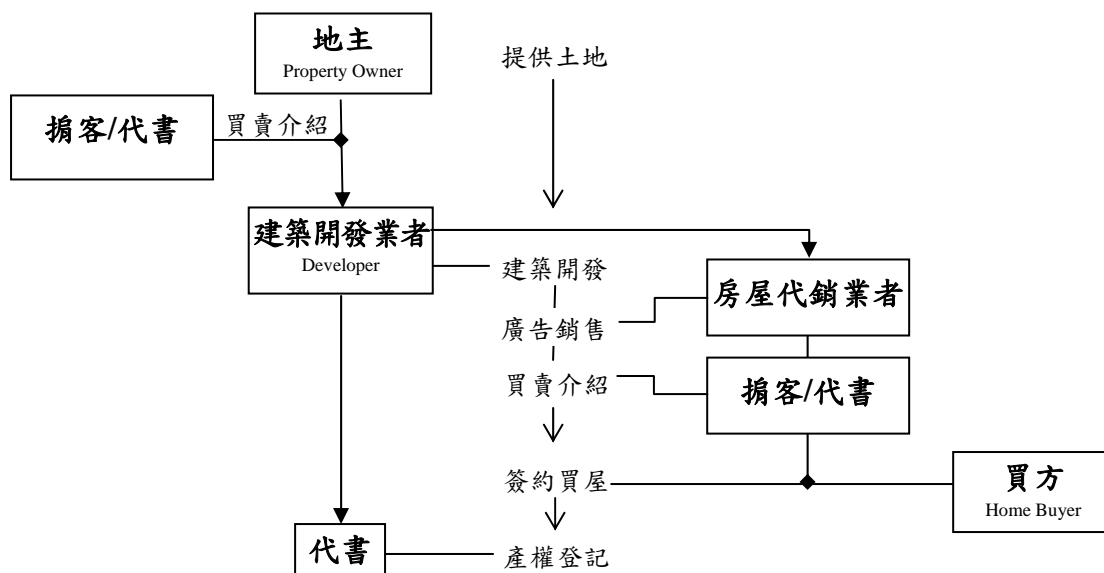 地主
Property Owner
提供土地
掮客/代書
買賣介紹
建築開發業者
Developer
建築開發
房屋代銷業者
廣告銷售
買賣介紹
掮客/代書
簽約買屋
買方
Home Buyer
代書
產權登記